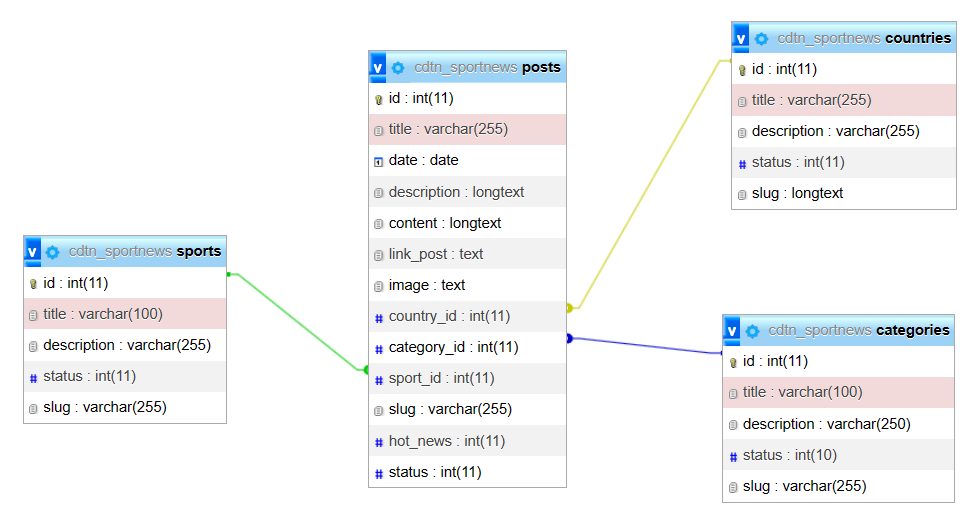 v cdtn_sportnews sports
id : int(11)
title : varchar(100)
description : varchar(255)
# status : int(11)
slug : varchar(255)
v cdtn_sportnews posts
id : int(11)
title : varchar(255)
date : date
description : longtext
content : longtext
link_post : text
image : text
# country_id : int(11)
# category_id : int(11)
# sport_id : int(11)
slug : varchar(255)
# hot_news : int(11)
# status : int(11)
v cdtn_sportnews countries
id : int(11)
title : varchar(255)
description : varchar(255)
# status : int(11)
slug : longtext
v cdtn_sportnews categories
id : int(11)
title : varchar(100)
description : varchar(250)
# status : int(10)
slug : varchar(255)